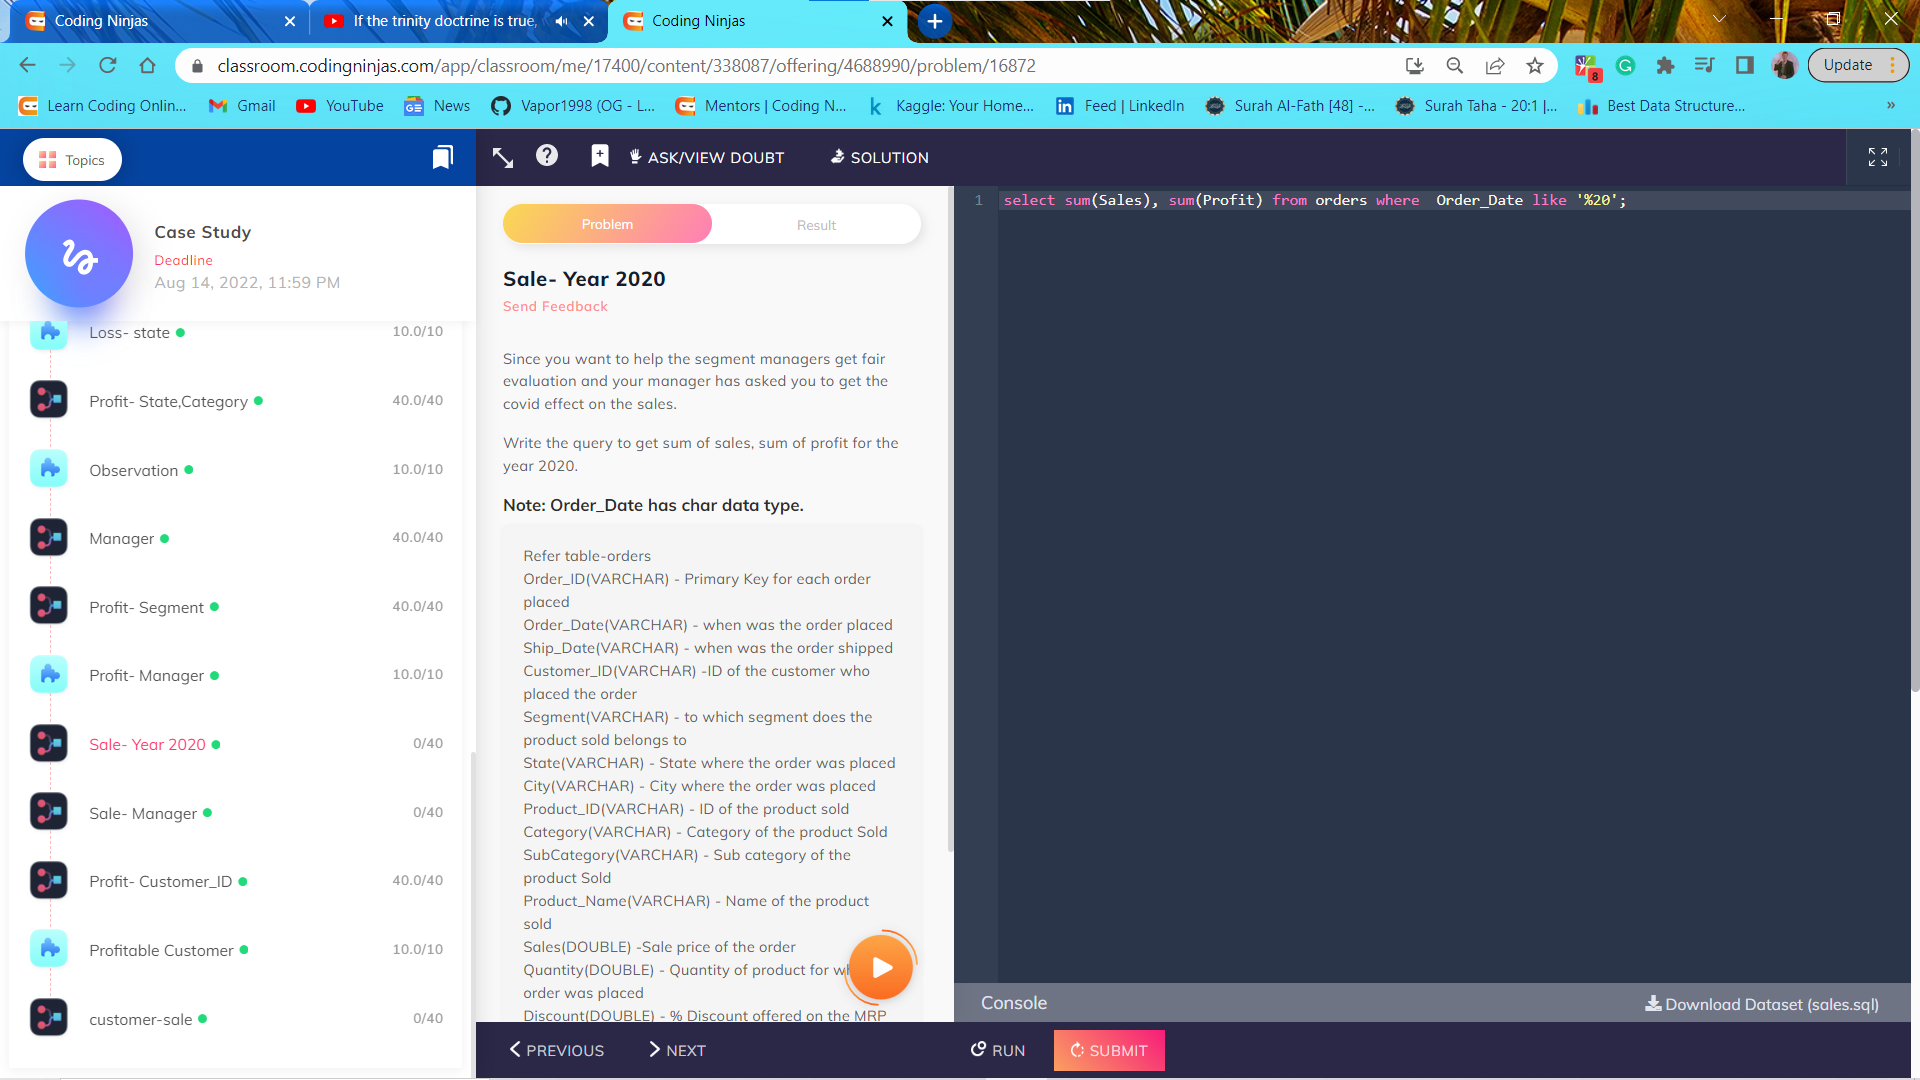 Coding Ninjas
If the trinity doctrine is true,
Coding Ninjas
classroom.codingninjas.com/app/classroom/me/17400/content/338087/offering/4688990/problem/16872
8
Update
Learn Coding Onlin...
Gmail
YouTube
News
Vapor1998 (OG - L...
Mentors | Coding N...
Kaggle: Your Home...
Feed | LinkedIn
Surah Al-Fath [48] -...
Surah Taha - 20:1 |...
Best Data Structure...
»
Topics
ASK/VIEW DOUBT
SOLUTION
Case Study
Deadline
Aug 14, 2022, 11:59 PM
Loss- state
10.0/10
Profit- State,Category
40.0/40
Observation
10.0/10
Manager
40.0/40
Profit- Segment
40.0/40
Profit- Manager
10.0/10
Sale- Year 2020
0/40
Sale- Manager
0/40
Profit- Customer_ID
40.0/40
Profitable Customer
10.0/10
customer-sale
0/40
Problem
Result
Sale- Year 2020
Send Feedback
Since you want to help the segment managers get fair
evaluation and your manager has asked you to get the
covid effect on the sales.
Write the query to get sum of sales, sum of profit for the
year 2020.
Note: Order_Date has char data type.
Refer table-orders
Order_ID(VARCHAR) - Primary Key for each order
placed
Order_Date(VARCHAR) - when was the order placed
Ship_Date(VARCHAR) - when was the order shipped
Customer_ID(VARCHAR) -ID of the customer who
placed the order
Segment(VARCHAR) - to which segment does the
product sold belongs to
State(VARCHAR) - State where the order was placed
City(VARCHAR) - City where the order was placed
Product_ID(VARCHAR) - ID of the product sold
Category(VARCHAR) - Category of the product Sold
SubCategory(VARCHAR) - Sub category of the
product Sold
Product_Name(VARCHAR) - Name of the product
sold
Sales(DOUBLE) -Sale price of the order
Quantity(DOUBLE) - Quantity of product for
order was placed
Discount(DOUBLE) - % Discount offered on the MRP
1
select sum(Sales), sum(Profit) from orders where  Order_Date like '%20';
Console
Download Dataset (sales.sql)
PREVIOUS
NEXT
RUN
SUBMIT